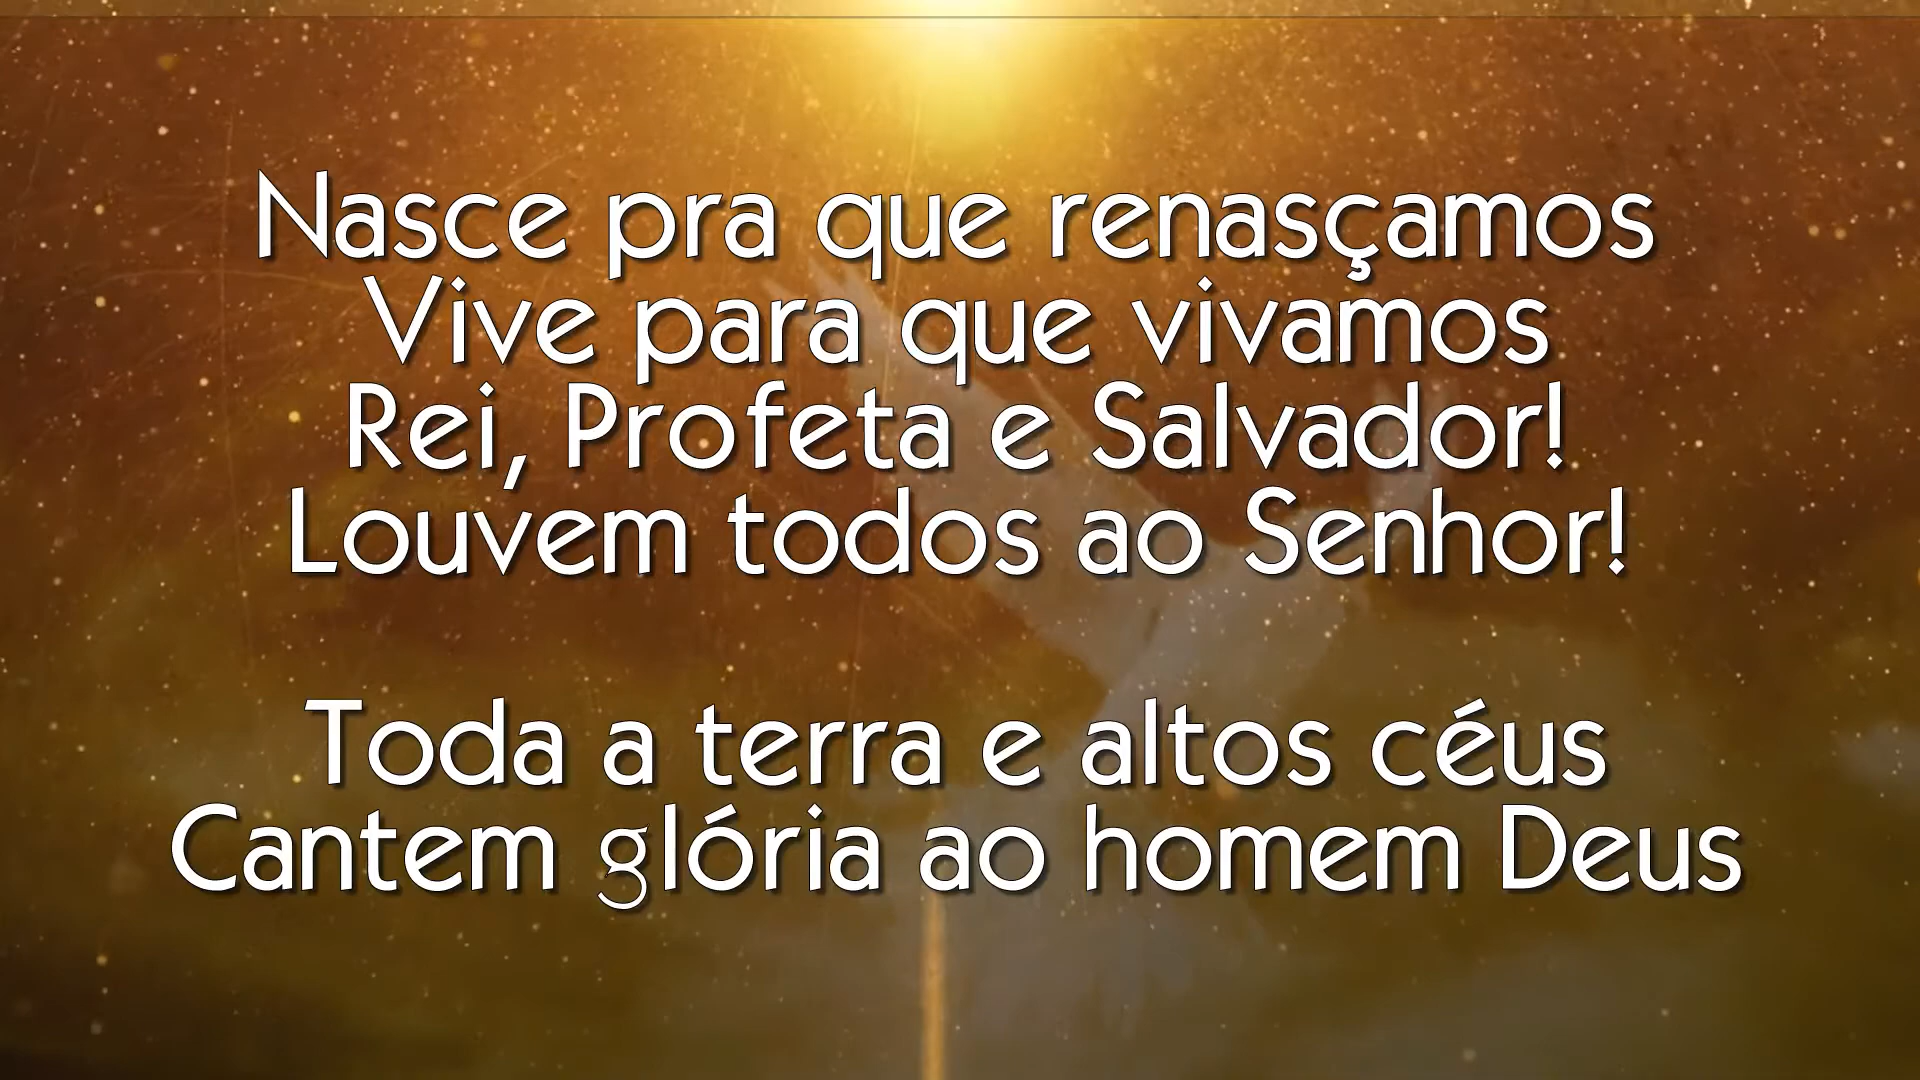 Nasce pra que renasçamos
Vive para que vivamos
Rei, Profeta e Salvador!
Louvem todos ao Senhor!
Toda a terra e altos céus
Cantem glória ao homem Deus